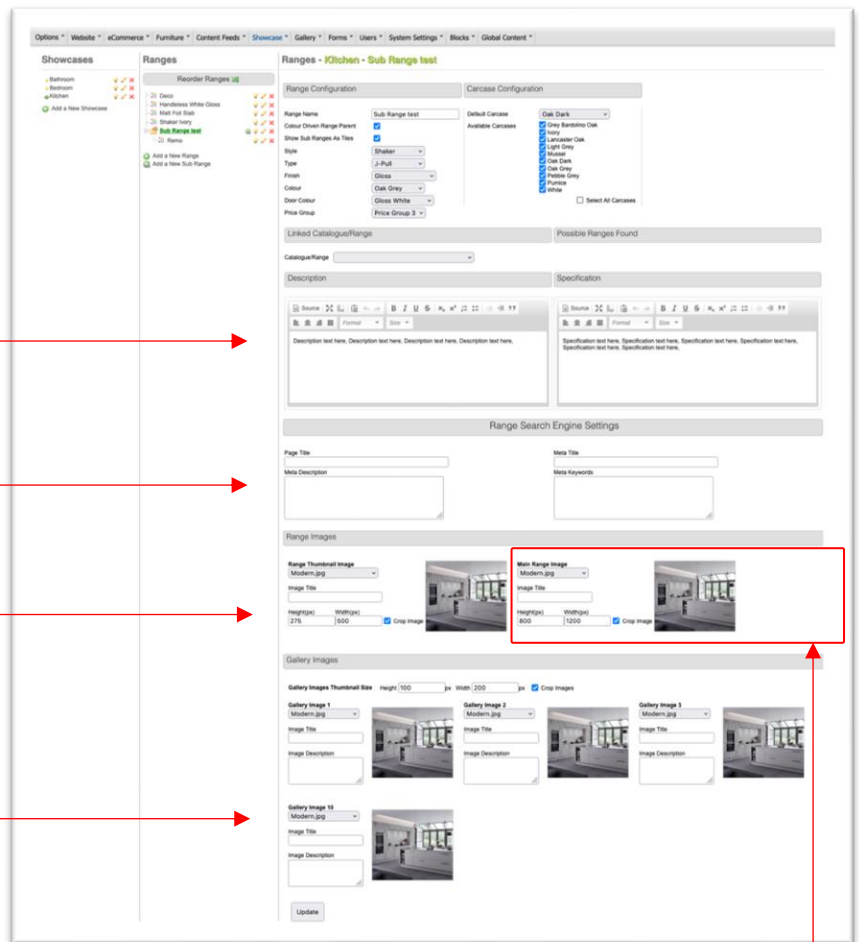 Options Website eCommerce Furniture Content Feeds Showcase Gallery Forms Users System Settings Blocks Global Content
Showcases
Bathroom
Bedroom
Kitchen
Add a New Showcase
Ranges
Reorder Ranges
Deco
Handleless White Gloss
Matt Foil Slab
Shaker Ivory
Sub Range test
Remo
Add a New Range
Add a New Sub Range
Ranges - Kitchen - Sub Range test
Range Configuration
Range Name Sub Range test
Colour Driven Range Parent
Show Sub Ranges As Tiles
Style Shaker
Type J-Pull
Finish Gloss
Colour Oak Grey
Door Colour Gloss White
Price Group Price Group 3
Carcase Configuration
Default Carcase Oak Dark
Available Carcases Grey Bardolino Oak
Ivory
Lancaster Oak
Light Grey
Mussel
Oak Dark
Oak Grey
Pebble Grey
Pumice
White
Select All Carcases
Linked Catalogue/Range
Possible Ranges Found
Catalogue/Range
Description
Specification
Source B I U S
Format Size
Description text here, Description text here, Description text here, Description text here,
Source B I U S
Format Size
Specification text here, Specification text here, Specification text here, Specification text here,
Specification text here, Specification text here,
Range Search Engine Settings
Page Title
Meta Title
Meta Description
Meta Keywords
Range Images
Range Thumbnail Image
Modern.jpg
Image Title
Height(px) Width(px)
275 500 Crop Image
Main Range Image
Modern.jpg
Image Title
Height(px) Width(px)
800 1200 Crop Image
Gallery Images
Gallery Images Thumbnail Size Height 100 px Width 200 px Crop Images
Gallery Image 1
Modern.jpg
Image Title
Image Description
Gallery Image 2
Modern.jpg
Image Title
Image Description
Gallery Image 3
Modern.jpg
Image Title
Image Description
Gallery Image 10
Modern.jpg
Image Title
Image Description
Update